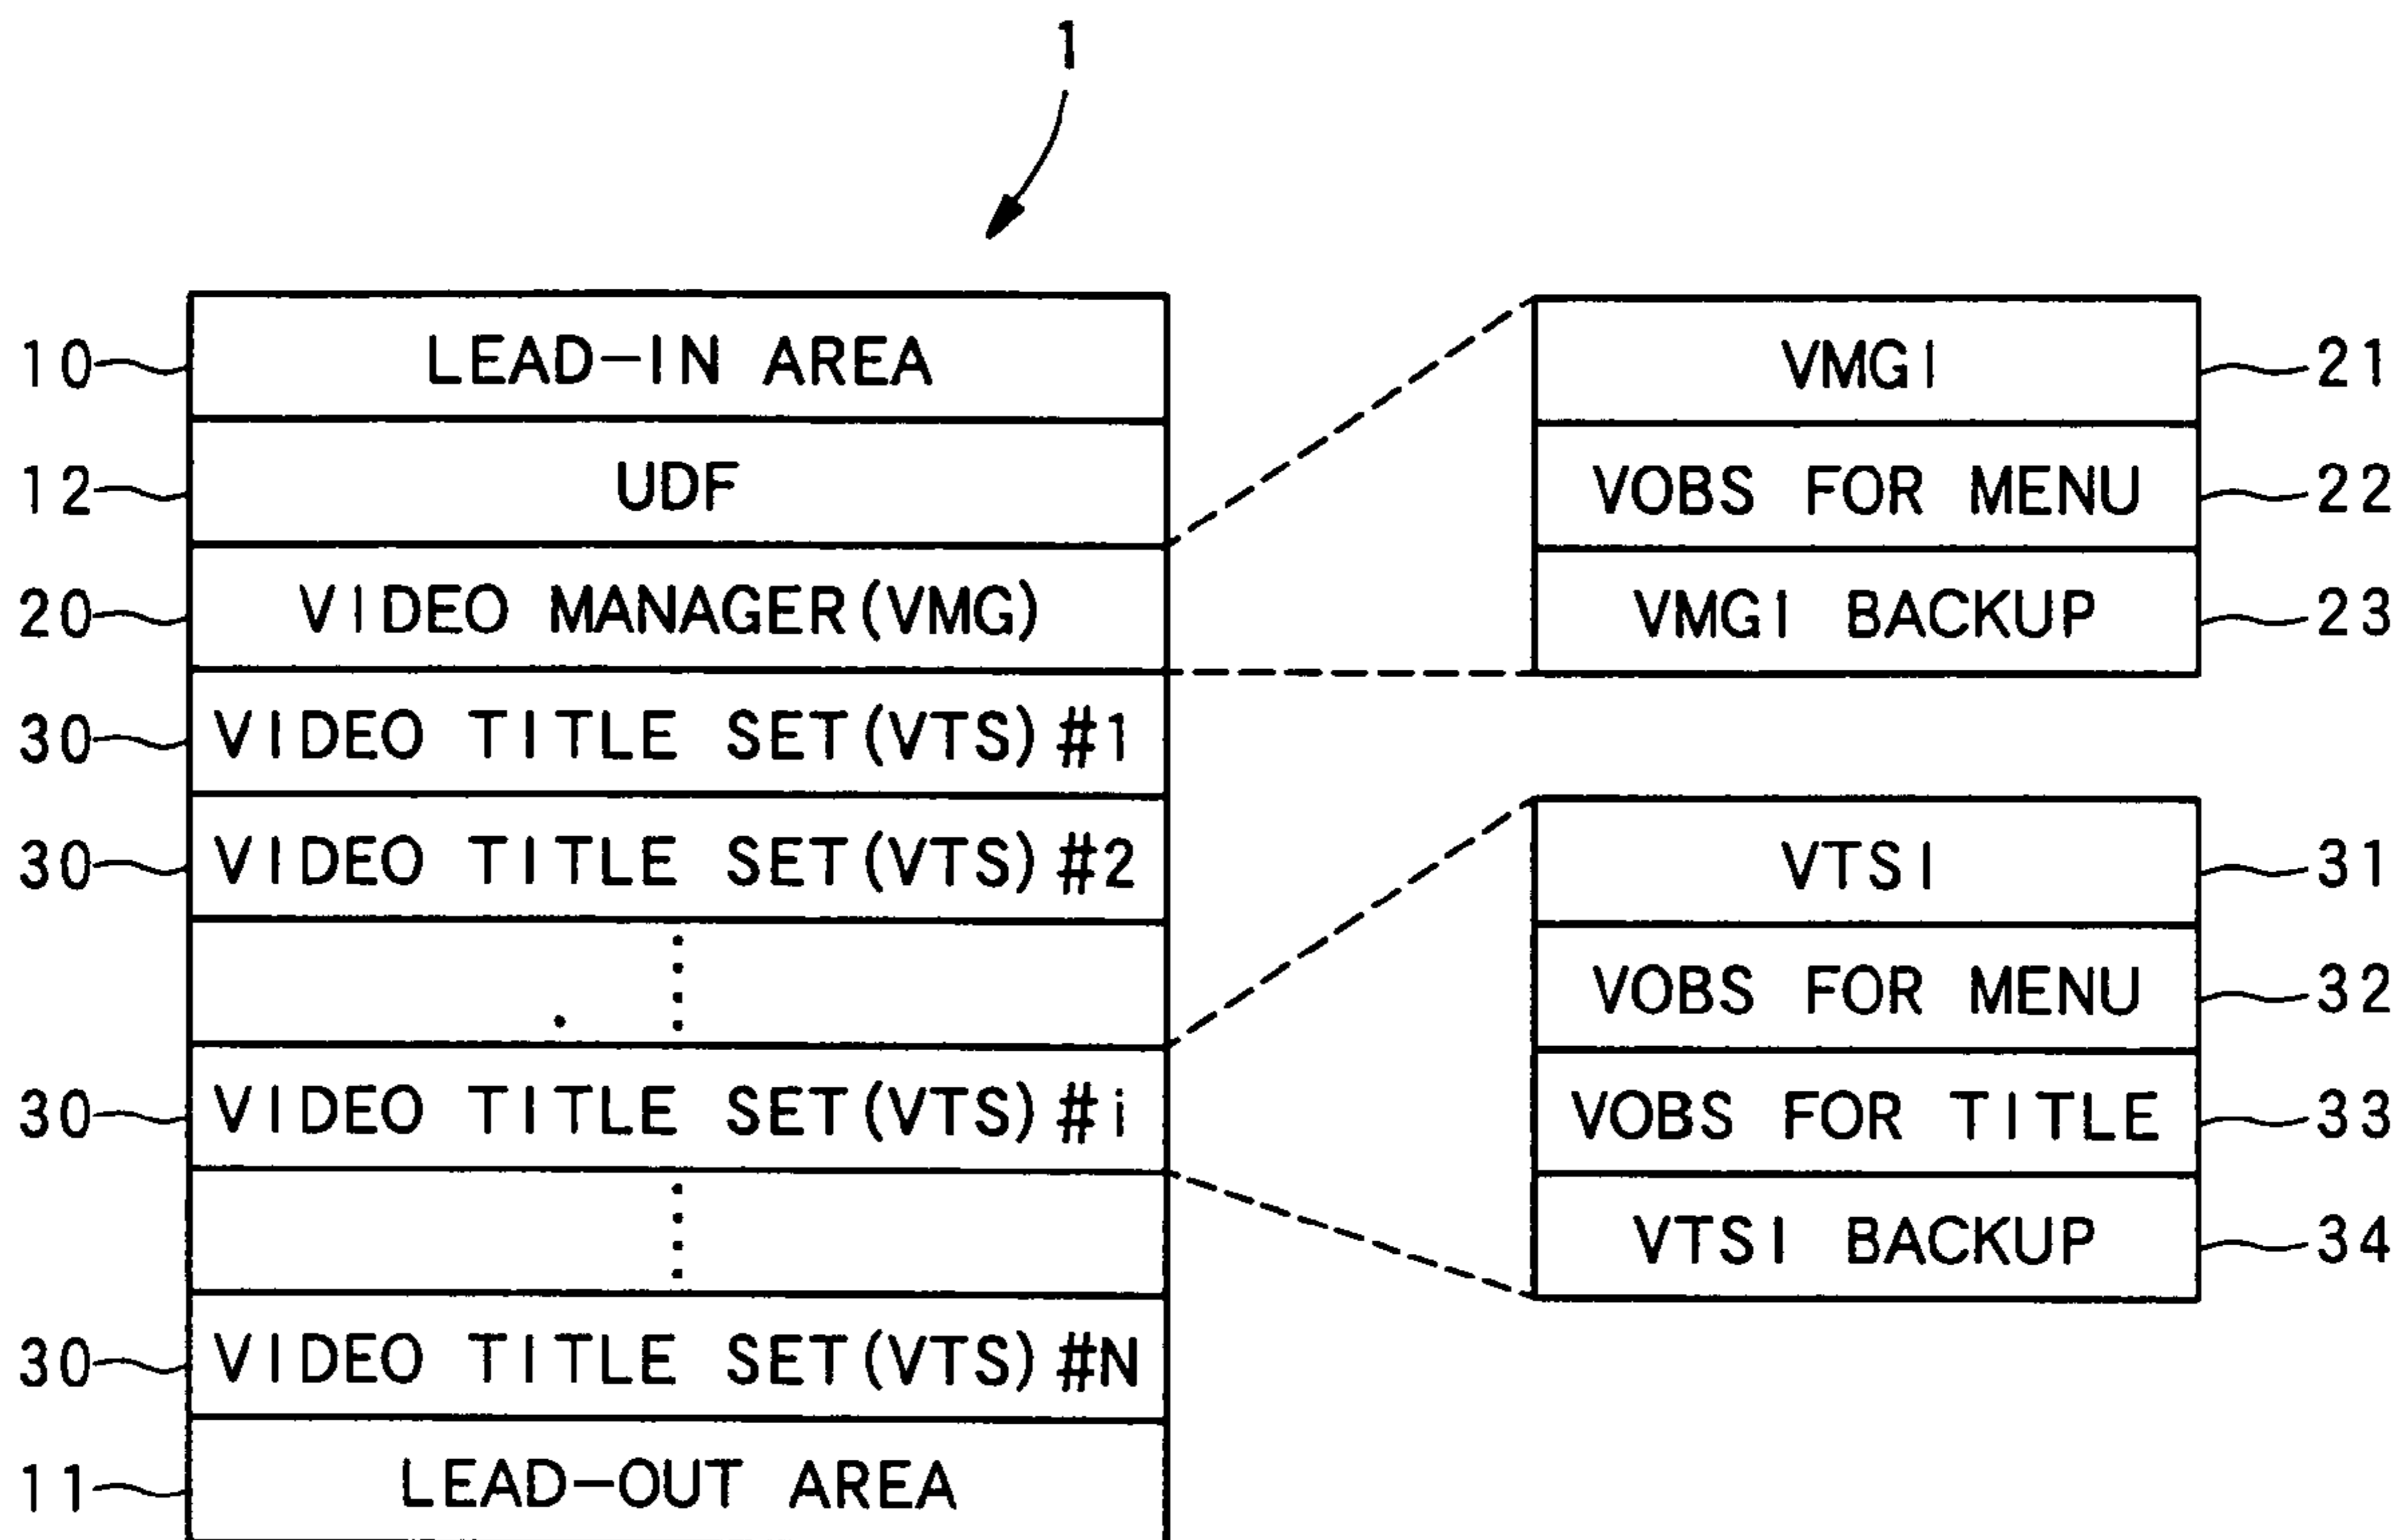 1
10 LEAD-IN AREA
12 UDF
20 VIDEO MANAGER(VMG)
30 VIDEO TITLE SET(VTS)#1
30 VIDEO TITLE SET(VTS)#2
30 VIDEO TITLE SET(VTS)#i
30 VIDEO TITLE SET(VTS)#N
11 LEAD-OUT AREA
VMGI 21
VOBS FOR MENU 22
VMGI BACKUP 23
VTSI 31
VOBS FOR MENU 32
VOBS FOR TITLE 33
VTSI BACKUP 34